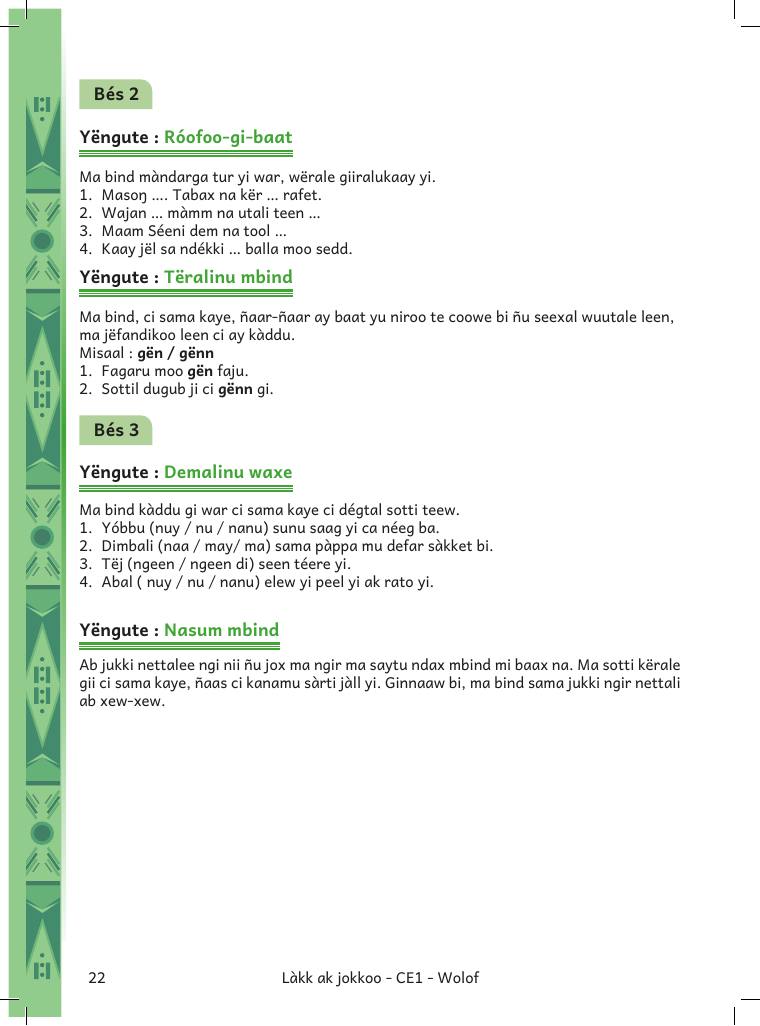 Bés 2
Yëngute : Róofoo-gi-baat
Ma bind màndarga tur yi war, wërale giiralukaay yi.
1. Masoŋ .... Tabax na kër ... rafet.
2. Wajan ... màmm na utali teen ...
3. Maam Séeni dem na tool ...
4. Kaay jël sa ndékki ... balla moo sedd.
Yëngute : Tëralinu mbind
Ma bind, ci sama kaye, ñaar-ñaar ay baat yu niroo te coowe bi ñu seexal wuutale leen,
ma jëfandikoo leen ci ay kàddu.
Misaal : gën / gënn
1. Fagaru moo gën faju.
2. Sottil dugub ji ci gënn gi.
Bés 3
Yëngute : Demalinu waxe
Ma bind kàddu gi war ci sama kaye ci dégtal sotti teew.
1. Yóbbu (nuy / nu / nanu) sunu saag yi ca néeg ba.
2. Dimbali (naa / may/ ma) sama pàppa mu defar sàkket bi.
3. Tëj (ngeen / ngeen di) seen téere yi.
4. Abal ( nuy / nu / nanu) elew yi peel yi ak rato yi.
Yëngute : Nasum mbind
Ab jukki nettalee ngi nii ñu jox ma ngir ma saytu ndax mbind mi baax na. Ma sotti kërale
gii ci sama kaye, ñaas ci kanamu sàrti jàll yi. Ginnaaw bi, ma bind sama jukki ngir nettali
ab xew-xew.
22
Làkk ak jokkoo - CE1 - Wolof